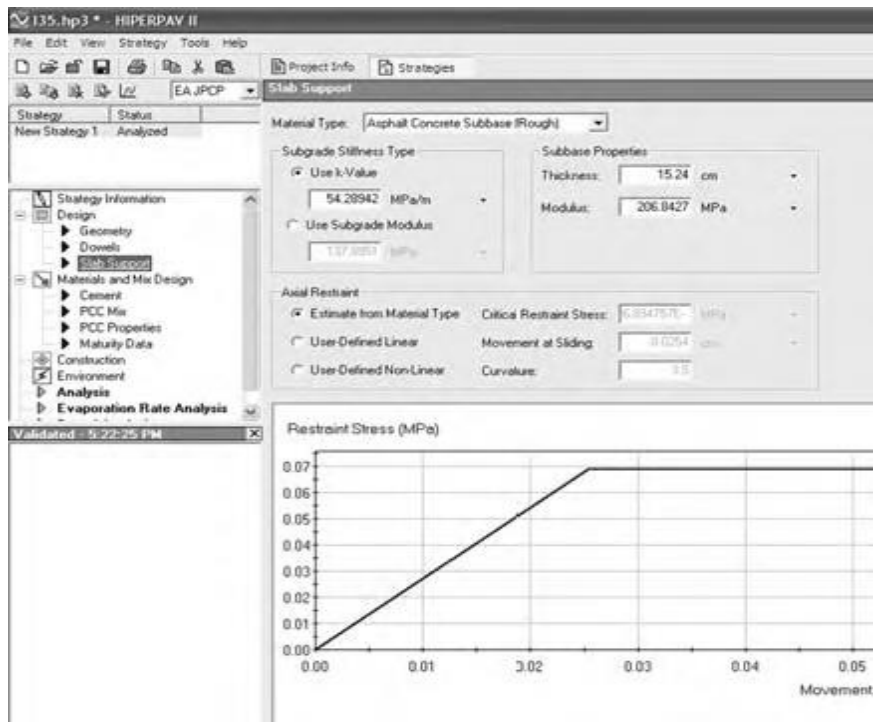 I35.hp3 * - HIPERPAV II
File Edit View Strategy Tools Help
Project Info Strategies
EA JPCP
Slab Support
Strategy Status
New Strategy 1 Analyzed
Material Type: Asphalt Concrete Subbase (Rough)
Subgrade Stiffness Type
Use k-Value
54.28942 MPa/m
Use Subgrade Modulus
MPa
Subbase Properties
Thickness: 15.24 cm
Modulus: 206.8427 MPa
Strategy Information
Design
Geometry
Dowels
Slab Support
Materials and Mix Design
Cement
PCC Mix
PCC Properties
Maturity Data
Construction
Environment
Analysis
Evaporation Rate Analysis
Axial Restraint
Estimate from Material Type Critical Restraint Stress: MPa
User-Defined Linear Movement at Sliding: cm
User-Defined Non-Linear Curvature:
Validated - 5:22:25 PM
Restraint Stress (MPa)
0.07
0.06
0.05
0.04
0.03
0.02
0.01
0.00
0.00 0.01 0.02 0.03 0.04 0.05
Movement